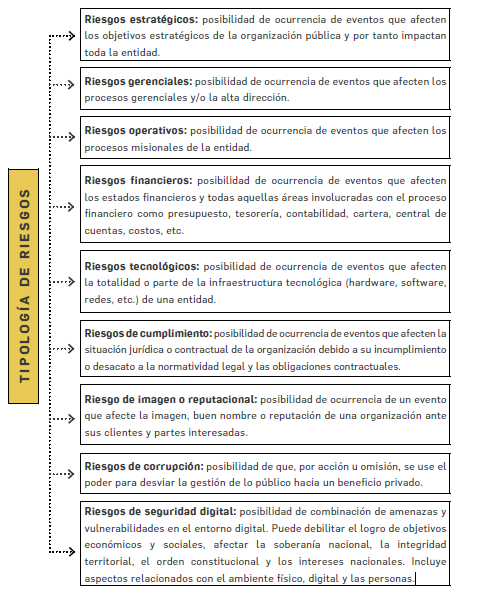 TIPOLOGÍA DE RIESGOS
Riesgos estratégicos: posibilidad de ocurrencia de eventos que afecten
los objetivos estratégicos de la organización pública y por tanto impactan
toda la entidad.
Riesgos gerenciales: posibilidad de ocurrencia de eventos que afecten los
procesos gerenciales y/o la alta dirección.
Riesgos operativos: posibilidad de ocurrencia de eventos que afecten los
procesos misionales de la entidad.
Riesgos financieros: posibilidad de ocurrencia de eventos que afecten
los estados financieros y todas aquellas áreas involucradas con el proceso
financiero como presupuesto, tesorería, contabilidad, cartera, central de
cuentas, costos, etc.
Riesgos tecnológicos: posibilidad de ocurrencia de eventos que afecten
la totalidad o parte de la infraestructura tecnológica (hardware, software,
redes, etc.) de una entidad.
Riesgos de cumplimiento: posibilidad de ocurrencia de eventos que afecten la
situación jurídica o contractual de la organización debido a su incumplimiento
o desacato a la normatividad legal y las obligaciones contractuales.
Riesgo de imagen o reputacional: posibilidad de ocurrencia de un evento
que afecte la imagen, buen nombre o reputación de una organización ante
sus clientes y partes interesadas.
Riesgos de corrupción: posibilidad de que, por acción u omisión, se use el
poder para desviar la gestión de lo público hacia un beneficio privado.
Riesgos de seguridad digital: posibilidad de combinación de amenazas y
vulnerabilidades en el entorno digital. Puede debilitar el logro de objetivos
económicos y sociales, afectar la soberanía nacional, la integridad
territorial, el orden constitucional y los intereses nacionales. Incluye
aspectos relacionados con el ambiente físico, digital y las personas.